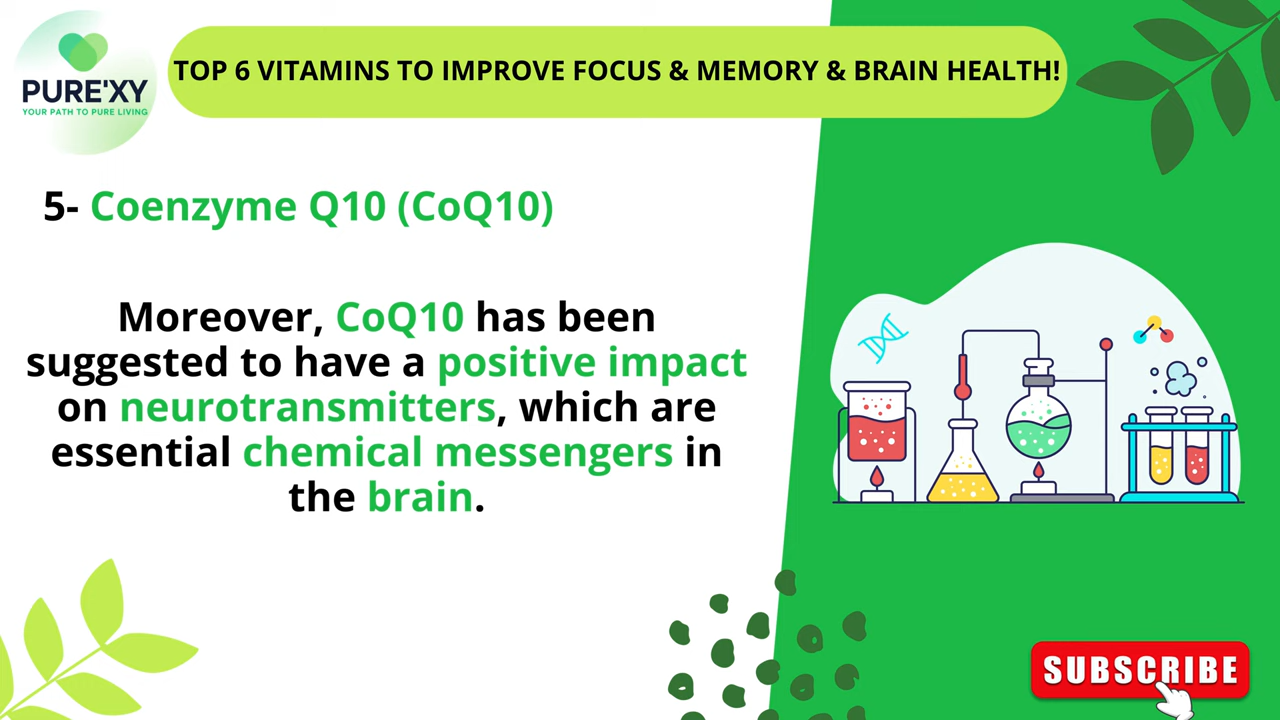 PURE'XY
YOUR PATH TO PURE LIVING
TOP 6 VITAMINS TO IMPROVE FOCUS & MEMORY & BRAIN HEALTH!
5- Coenzyme Q10 (CoQ10)
Moreover, CoQ10 has been
suggested to have a positive impact
on neurotransmitters, which are
essential chemical messengers in
the brain.
SUBSCRIBE